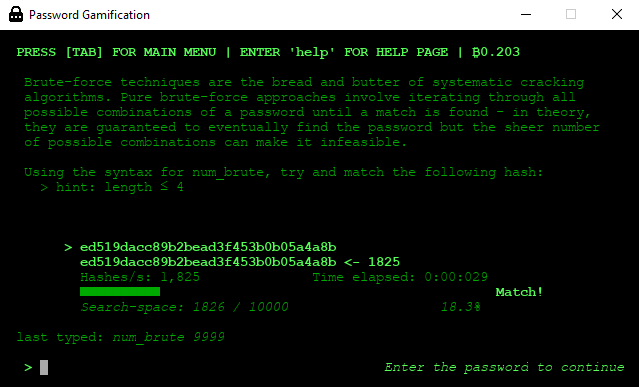 Password Gamification
PRESS [TAB] FOR MAIN MENU | ENTER 'help' FOR HELP PAGE | ₿0.203
Brute-force techniques are the bread and butter of systematic cracking
algorithms. Pure brute-force approaches involve iterating through all
possible combinations of a password until a match is found - in theory,
they are guaranteed to eventually find the password but the sheer number
of possible combinations can make it infeasible.
Using the syntax for num_brute, try and match the following hash:
> hint: length ≤ 4
> ed519dacc89b2bead3f453b0b05a4a8b
ed519dacc89b2bead3f453b0b05a4a8b <- 1825
Hashes/s: 1,825 Time elapsed: 0:00:029
Match!
Search-space: 1826 / 10000 18.3%
last typed: num_brute 9999
> Enter the password to continue